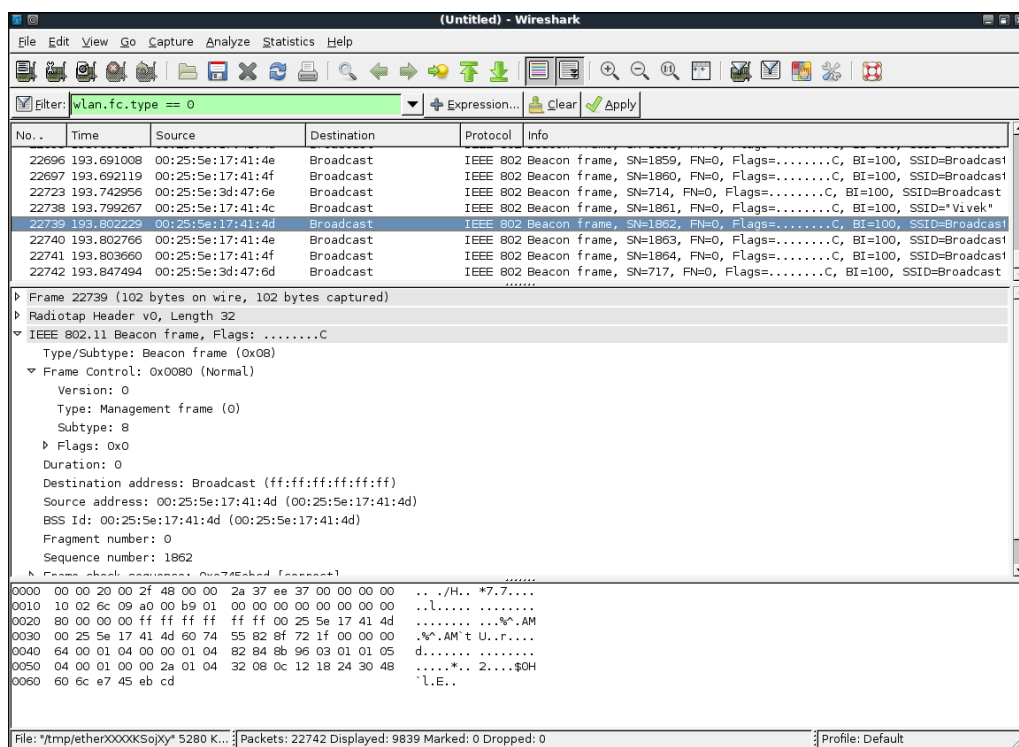 (Untitled) - Wireshark
File Edit View Go Capture Analyze Statistics Help
Filter: wlan.fc.type == 0 Expression... Clear Apply
No. . Time Source Destination Protocol Info
22696 193.691008 00:25:5e:17:41:4e Broadcast IEEE 802 Beacon frame, SN=1859, FN=0, Flags=........C, BI=100, SSID=Broadcast
22697 193.692119 00:25:5e:17:41:4f Broadcast IEEE 802 Beacon frame, SN=1860, FN=0, Flags=........C, BI=100, SSID=Broadcast
22723 193.742956 00:25:5e:3d:47:6e Broadcast IEEE 802 Beacon frame, SN=714, FN=0, Flags=........C, BI=100, SSID=Broadcast
22738 193.799267 00:25:5e:17:41:4c Broadcast IEEE 802 Beacon frame, SN=1861, FN=0, Flags=........C, BI=100, SSID="Vivek"
22739 193.802229 00:25:5e:17:41:4d Broadcast IEEE 802 Beacon frame, SN=1862, FN=0, Flags=........C, BI=100, SSID=Broadcast
22740 193.802766 00:25:5e:17:41:4e Broadcast IEEE 802 Beacon frame, SN=1863, FN=0, Flags=........C, BI=100, SSID=Broadcast
22741 193.803660 00:25:5e:17:41:4f Broadcast IEEE 802 Beacon frame, SN=1864, FN=0, Flags=........C, BI=100, SSID=Broadcast
22742 193.847494 00:25:5e:3d:47:6d Broadcast IEEE 802 Beacon frame, SN=717, FN=0, Flags=........C, BI=100, SSID=Broadcast
Frame 22739 (102 bytes on wire, 102 bytes captured)
Radiotap Header v0, Length 32
IEEE 802.11 Beacon frame, Flags: ........C
Type/Subtype: Beacon frame (0x08)
Frame Control: 0x0080 (Normal)
Version: 0
Type: Management frame (0)
Subtype: 8
Flags: 0x0
Duration: 0
Destination address: Broadcast (ff:ff:ff:ff:ff:ff)
Source address: 00:25:5e:17:41:4d (00:25:5e:17:41:4d)
BSS Id: 00:25:5e:17:41:4d (00:25:5e:17:41:4d)
Fragment number: 0
Sequence number: 1862
Frame check sequence: 0xe745ebcd [correct]
0000 00 00 20 00 2f 48 00 00 2a 37 ee 37 00 00 00 00 .. ./H.. *7.7....
0010 10 02 6c 09 a0 00 b9 01 00 00 00 00 00 00 00 00 ..l..... ........
0020 80 00 00 00 ff ff ff ff ff ff 00 25 5e 17 41 4d ........ ...%^.AM
0030 00 25 5e 17 41 4d 60 74 55 82 8f 72 1f 00 00 00 .%^.AM`t U..r....
0040 64 00 01 04 00 00 01 04 82 84 8b 96 03 01 01 05 d....... ........
0050 04 00 01 00 00 2a 01 04 32 08 0c 12 18 24 30 48 .....*.. 2....$0H
0060 60 6c e7 45 eb cd `l.E..
File: "/tmp/etherXXXXKSojXy" 5280 K... Packets: 22742 Displayed: 9839 Marked: 0 Dropped: 0 Profile: Default